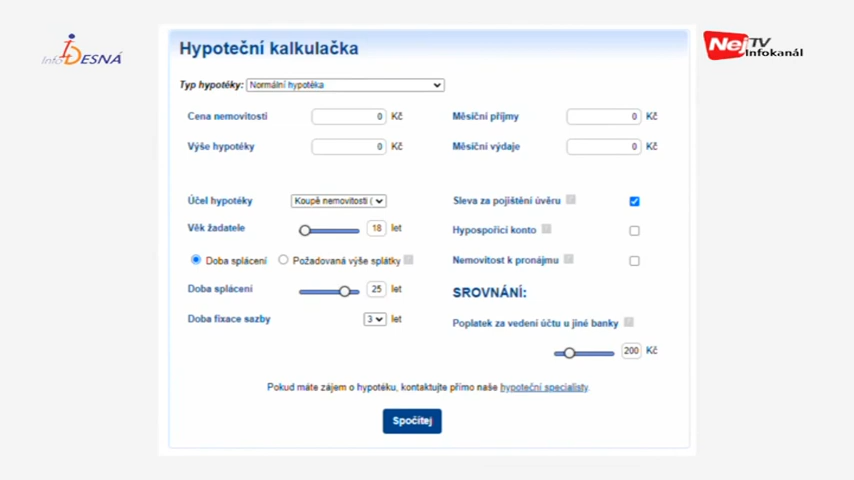 Info DESNÁ
NejTV
Infokanál
Hypoteční kalkulačka
Typ hypotéky: Normální hypotéka
Cena nemovitosti 0 Kč
Měsíční příjmy 0 Kč
Výše hypotéky 0 Kč
Měsíční výdaje 0 Kč
Účel hypotéky Koupě nemovitosti (
Sleva za pojištění úvěru
Věk žadatele 18 let
Hypospořicí konto
Doba splácení Požadovaná výše splátky
Nemovitost k pronájmu
Doba splácení 25 let
SROVNÁNÍ:
Doba fixace sazby 3 let
Poplatek za vedení účtu u jiné banky
200 Kč
Pokud máte zájem o hypotéku, kontaktujte přímo naše hypoteční specialisty.
Spočítej